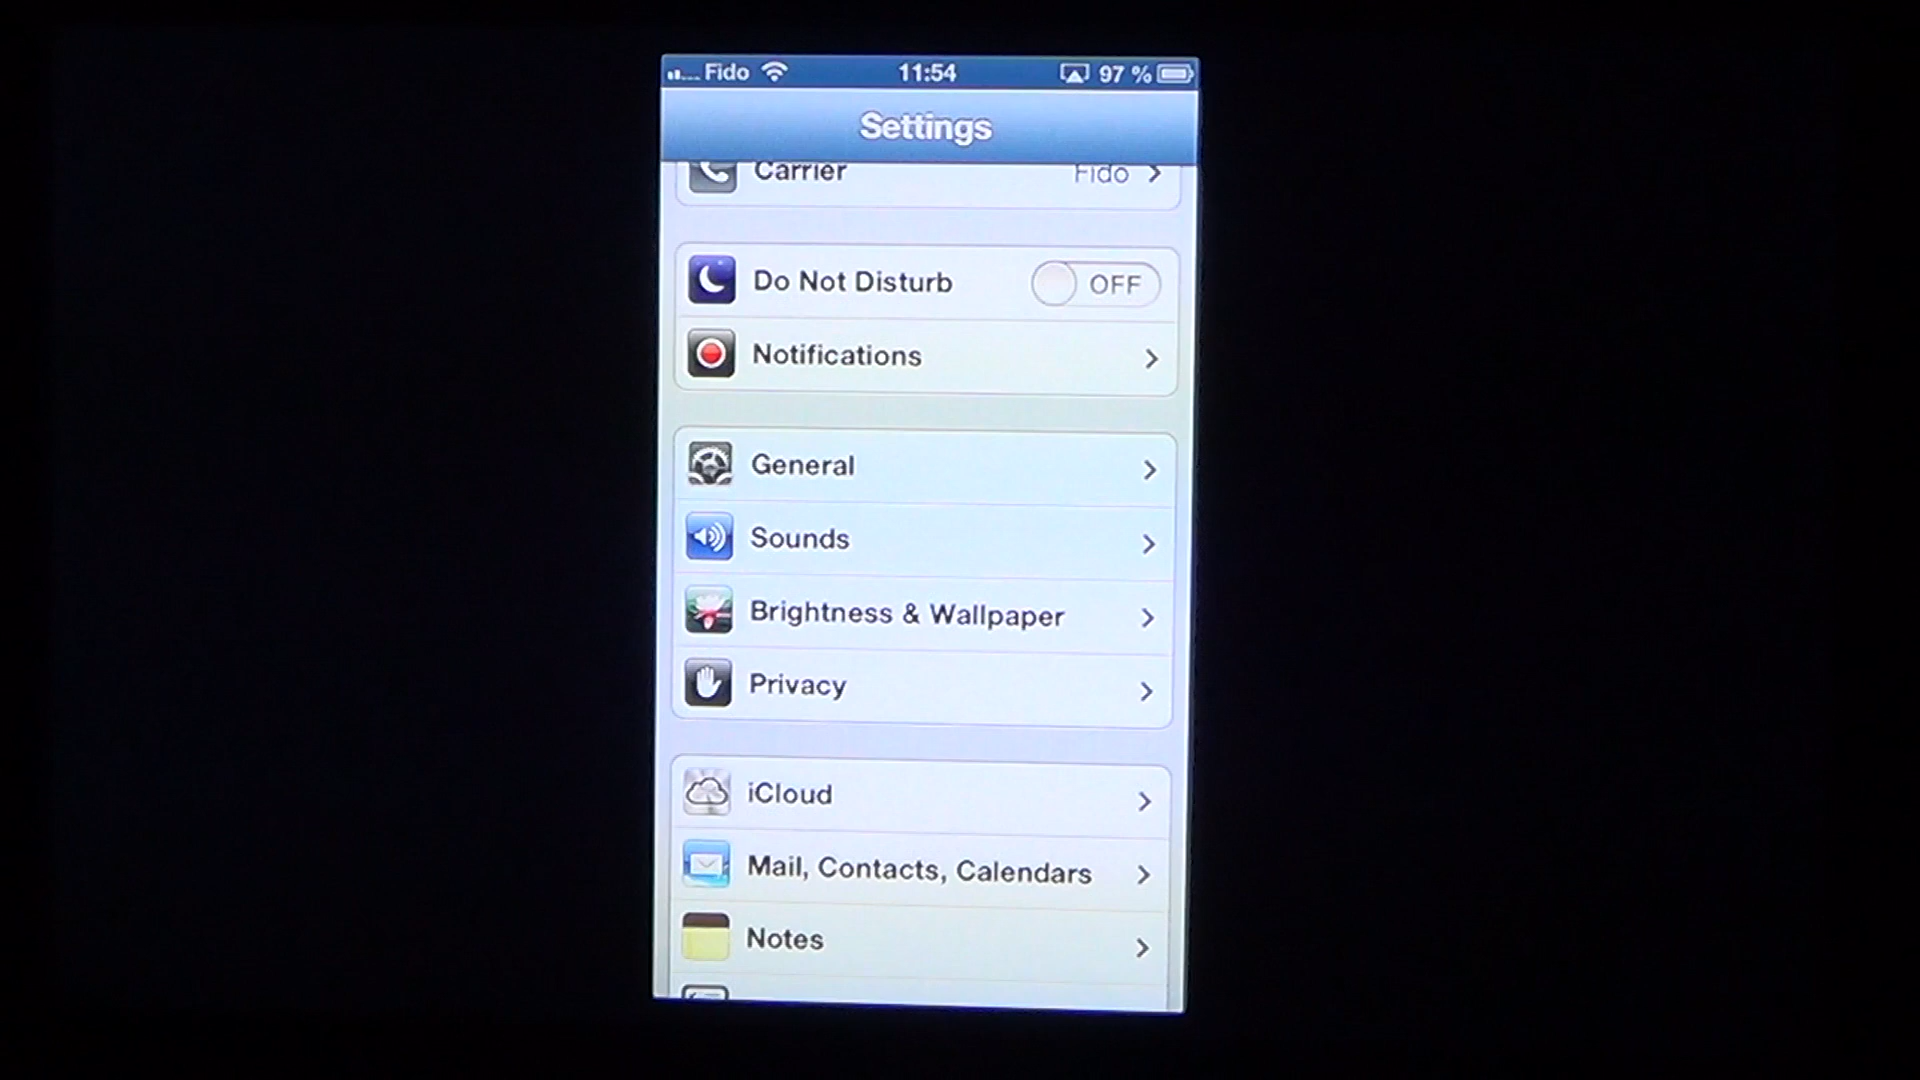 Fido 11:54 97 %
Settings
Carrier Fido
Do Not Disturb OFF
Notifications
General
Sounds
Brightness & Wallpaper
Privacy
iCloud
Mail, Contacts, Calendars
Notes